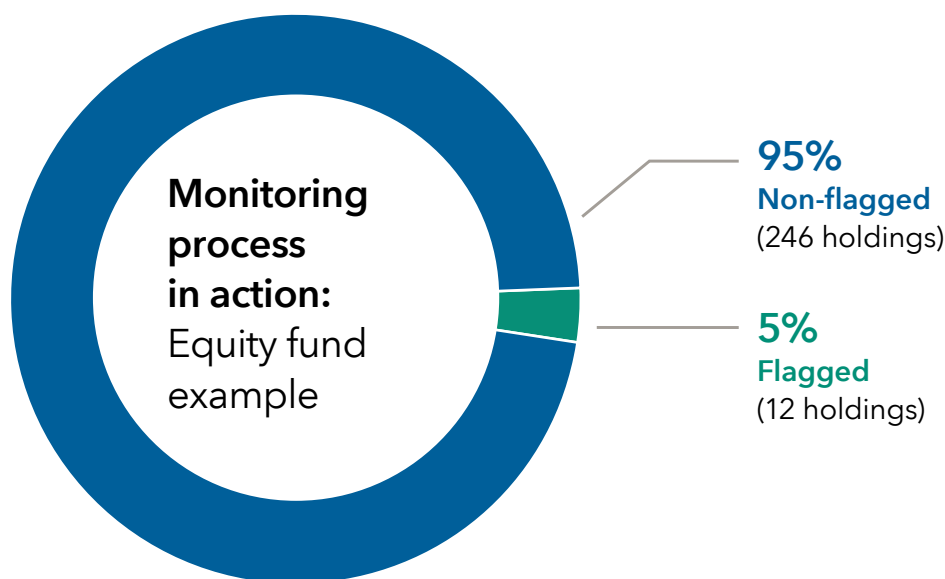 Monitoring
process
in action:
Equity fund
example
95%
Non-flagged
(246 holdings)
5%
Flagged
(12 holdings)